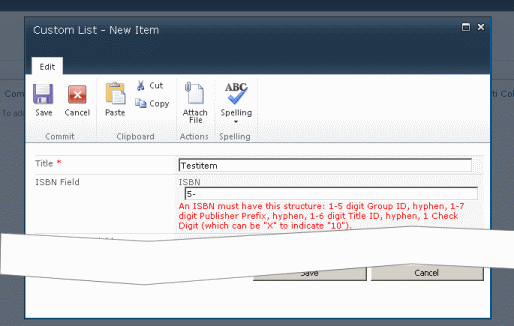 Custom List - New Item
Edit
Save Cancel Paste Cut Copy Attach File ABC Spelling
Commit Clipboard Actions Spelling
Title * Testitem
ISBN Field ISBN
5-
An ISBN must have this structure: 1-5 digit Group ID, hyphen, 1-7
digit Publisher Prefix, hyphen, 1-6 digit Title ID, hyphen, 1 Check
Digit (which can be "X" to indicate "10").
Save Cancel